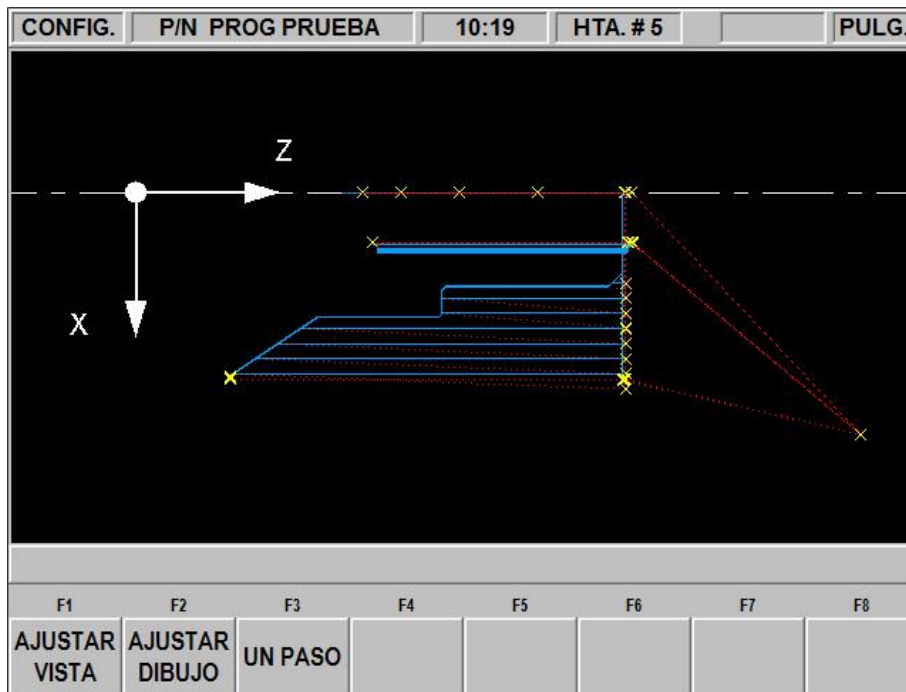 CONFIG. P/N PROG PRUEBA 10:19 HTA. # 5 PULG.
Z
X
F1 F2 F3 F4 F5 F6 F7 F8
AJUSTAR VISTA AJUSTAR DIBUJO UN PASO